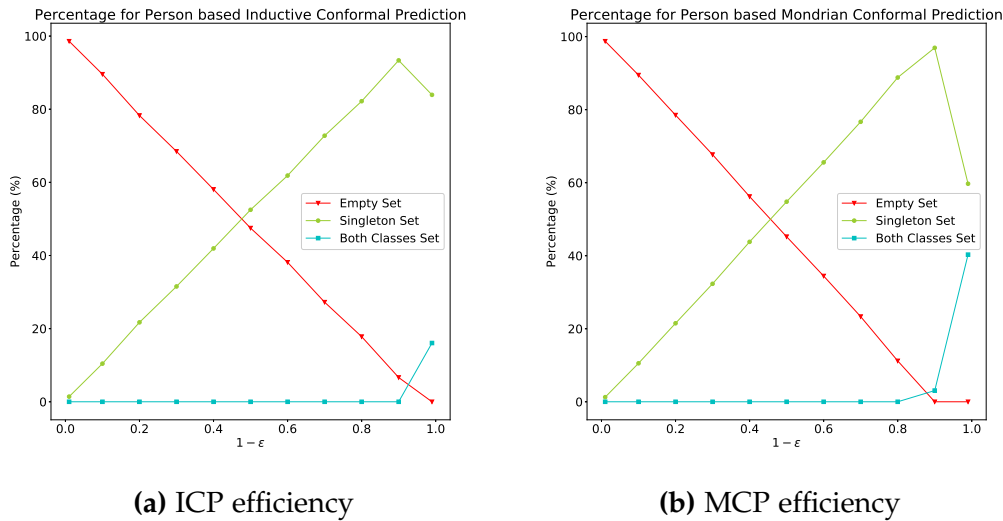 Percentage for Person based Inductive Conformal Prediction
100
80
60
40
20
0
Percentage (%)
Empty Set
Singleton Set
Both Classes Set
0.0 0.2 0.4 0.6 0.8 1.0
1 − ε
(a) ICP efficiency
Percentage for Person based Mondrian Conformal Prediction
100
80
60
40
20
0
Percentage (%)
Empty Set
Singleton Set
Both Classes Set
0.0 0.2 0.4 0.6 0.8 1.0
1 − ε
(b) MCP efficiency